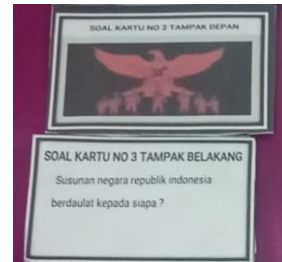 SOAL KARTU NO 2 TAMPAK DEPAN
SOAL KARTU NO 3 TAMPAK BELAKANG
Susunan negara republik indonesia
berdaulat kepada siapa ?